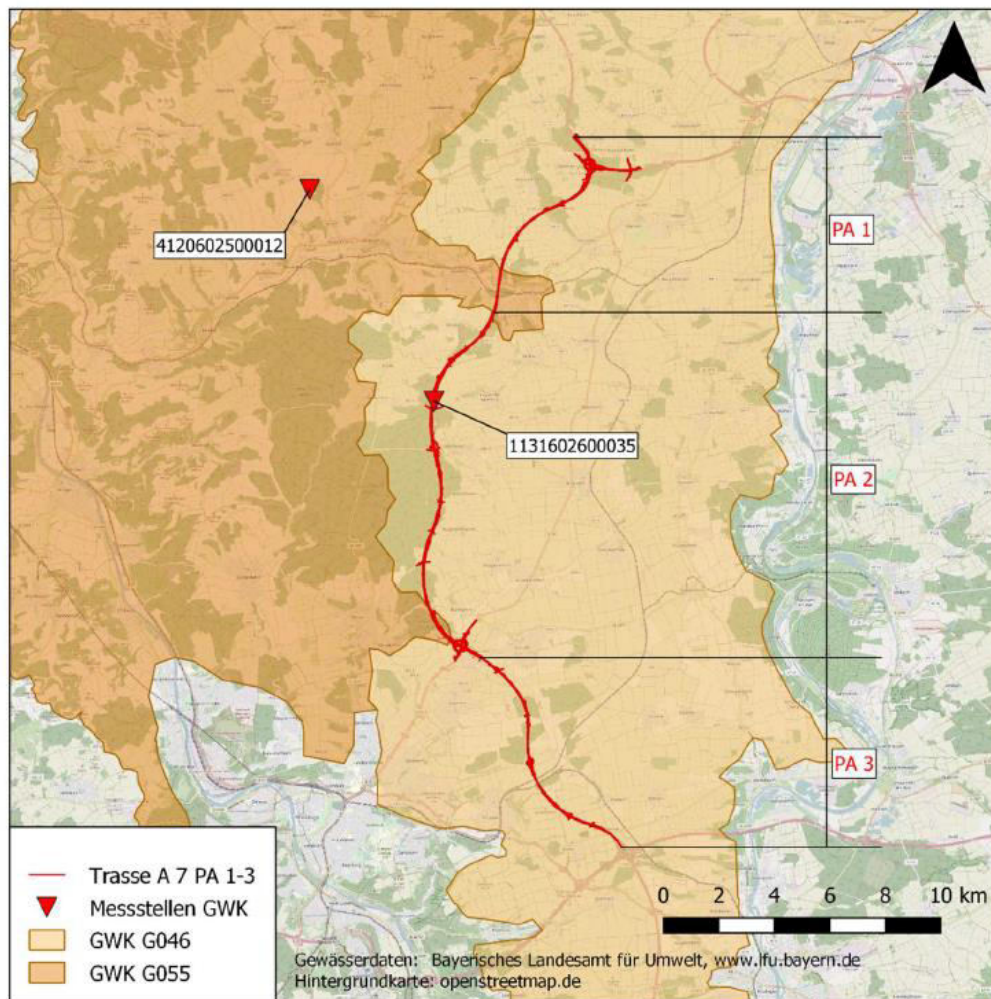 PA 1
4120602500012
1131602600035
PA 2
PA 3
Trasse A 7 PA 1-3
Messstellen GWK
GWK G046
GWK G055
0 2 4 6 8 10 km
Gewässerdaten: Bayerisches Landesamt für Umwelt, www.lfu.bayern.de
Hintergrundkarte: openstreetmap.de